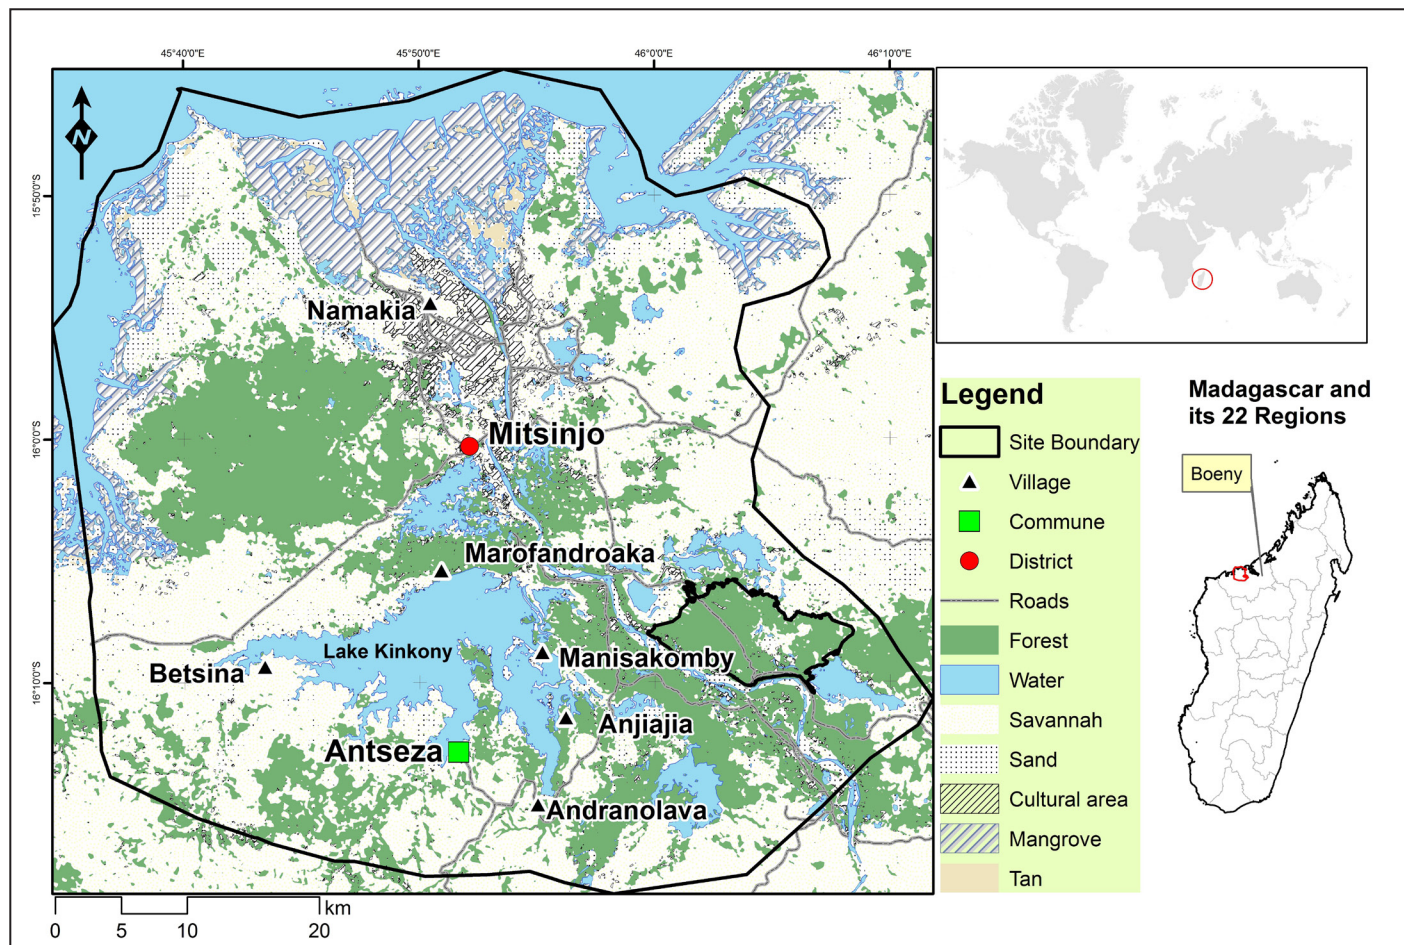 45°40'0"E
45°50'0"E
46°0'0"E
46°10'0"E
15°50'0"S
16°0'0"S
16°10'0"S
N
Namakia
Mitsinjo
Marofandroaka
Lake Kinkony
Betsina
Manisakomby
Anjiajia
Antseza
Andranolava
km
0 5 10 20
Legend
Site Boundary
Village
Commune
District
Roads
Forest
Water
Savannah
Sand
Cultural area
Mangrove
Tan
Madagascar and
its 22 Regions
Boeny